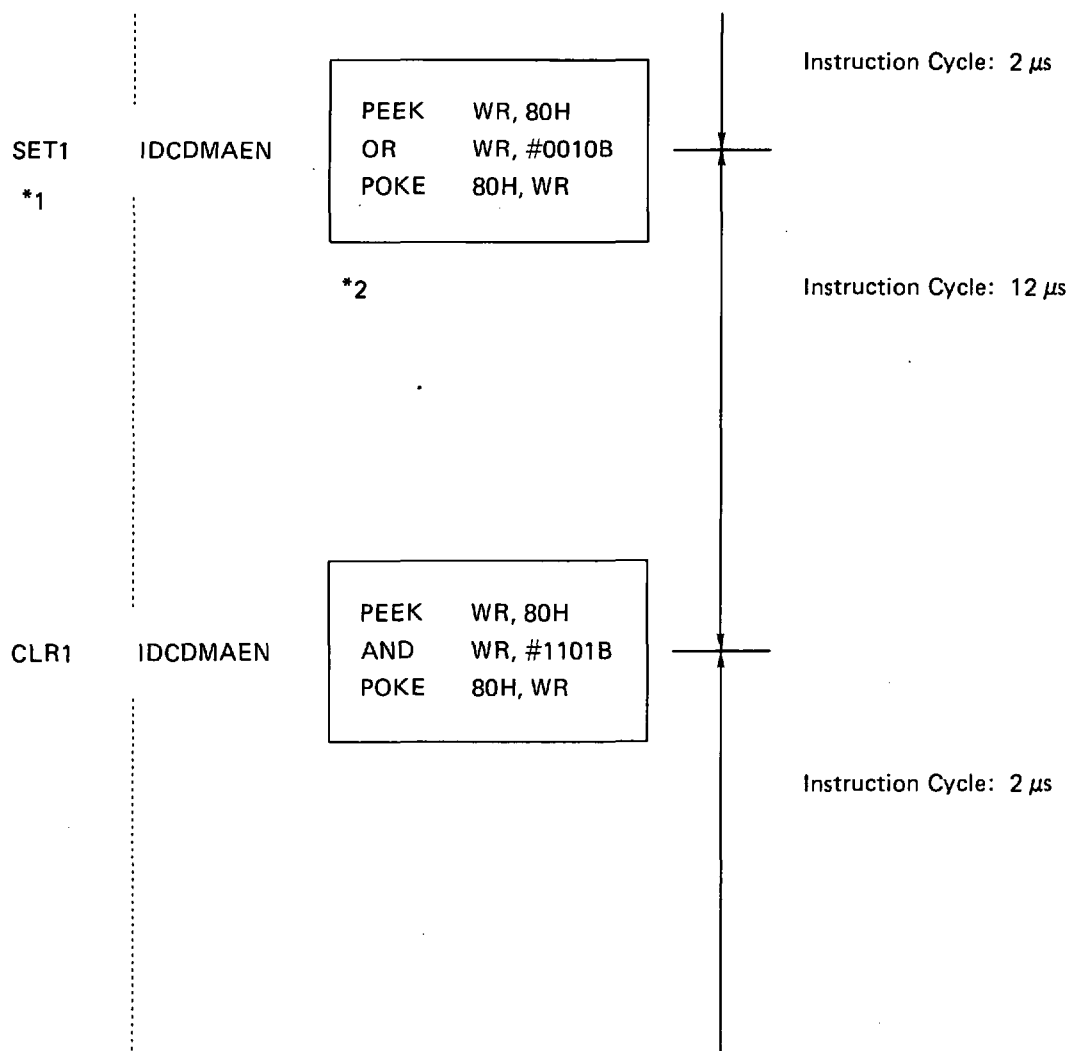 Instruction Cycle: 2 μs
PEEK WR, 80H
SET1 IDCDMAEN OR WR, #0010B
*1 POKE 80H, WR
*2 Instruction Cycle: 12 μs
PEEK WR, 80H
CLR1 IDCDMAEN AND WR, #1101B
POKE 80H, WR
Instruction Cycle: 2 μs